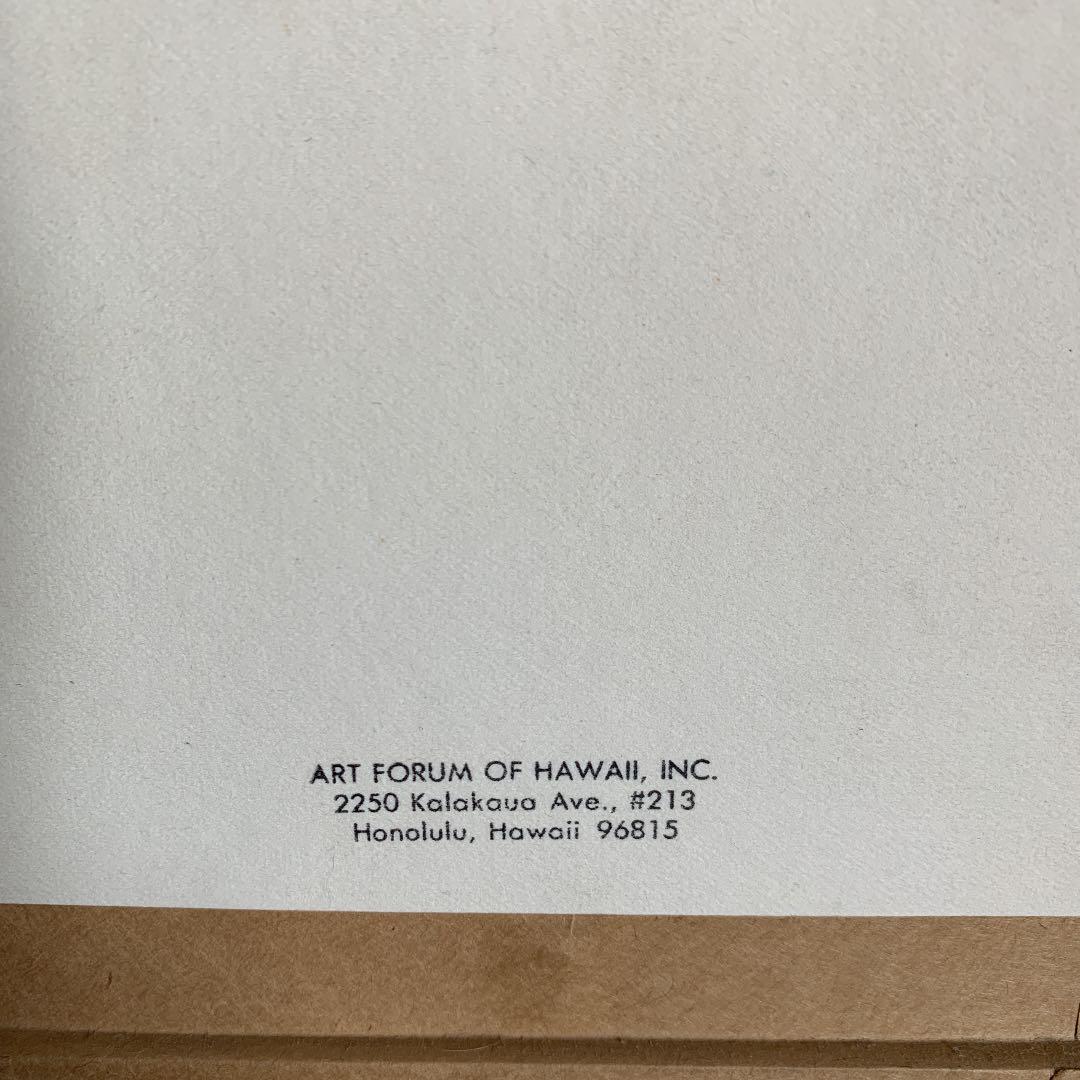 ART FORUM OF HAWAII, INC.
2250 Kalakaua Ave., #213
Honolulu, Hawaii 96815